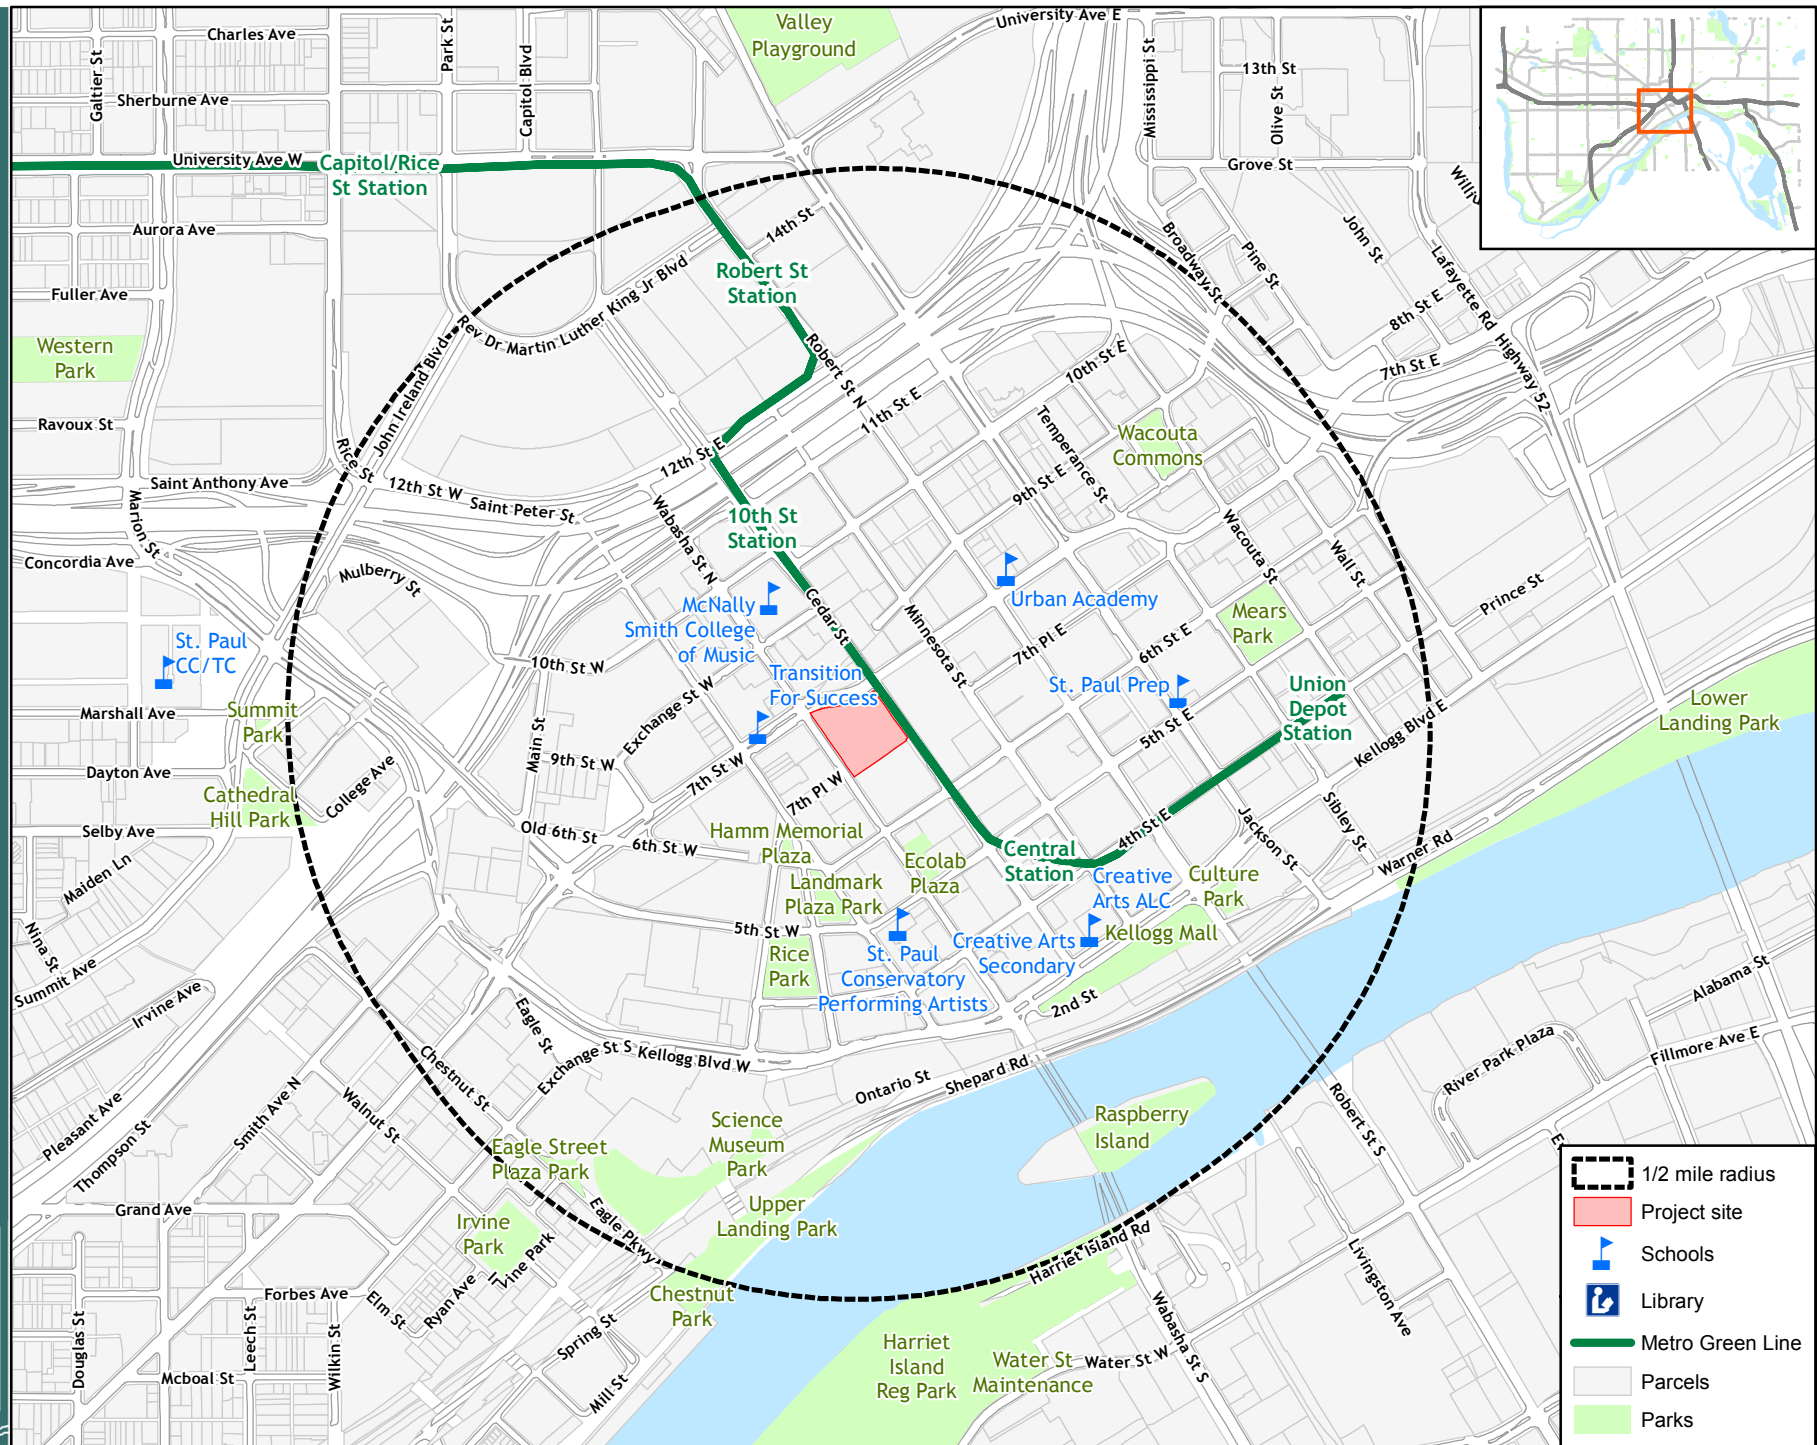 Valley
Playground
University Ave E
Charles Ave
Park St
Capitol Blvd
Galtier St
Sherburne Ave
Mississippi St
13th St
Olive St
Grove St
University Ave W
Capitol/Rice
St Station
Aurora Ave
14th St
Robert St
Station
Broadway St
Pine St
John St
Lafayette Rd
Fuller Ave
Rev Dr Martin Luther King Jr Blvd
8th St E
Highway 52
7th St E
Western
Park
John Ireland Blvd
Robert St N
10th St E
11th St E
Ravoux St
Rice St
12th St E
Temperance St
Wacouta
Commons
Saint Anthony Ave
12th St W
Saint Peter St
9th St E
Marion St
Wabasha St N
10th St
Station
Wacouta St
Wall St
Concordia Ave
Mulberry St
Prince St
McNally
Smith College
of Music
Cedar St
Urban Academy
Minnesota St
Mears
Park
St. Paul
CC/TC
10th St W
7th Pl E
6th St E
Transition
For Success
St. Paul Prep
Union
Depot
Station
Lower
Landing Park
Marshall Ave
Summit
Park
Exchange St W
Main St
5th St E
Kellogg Blvd E
9th St W
7th St W
Dayton Ave
College Ave
7th Pl W
Cathedral
Hill Park
Selby Ave
Old 6th St
6th St W
Hamm Memorial
Plaza
Central
Station
4th St E
Jackson St
Sibley St
Warner Rd
Maiden Ln
Landmark
Plaza Park
Ecolab
Plaza
Creative
Arts ALC
Culture
Park
Nina St
5th St W
Rice
Park
St. Paul
Conservatory
Performing Artists
Creative Arts
Secondary
Kellogg Mall
Summit Ave
Irvine Ave
2nd St
Alabama St
Eagle St
Exchange St S
Kellogg Blvd W
Ontario St
Shepard Rd
River Park Plaza
Fillmore Ave E
Chestnut St
Walnut St
Smith Ave N
Pleasant Ave
Thompson St
Raspberry
Island
Robert St S
Science
Museum
Park
Eagle Street
Plaza Park
Upper
Landing Park
Grand Ave
Eagle Pkwy
Irvine
Park
Irvine Park
Harriet Island Rd
Livingston Ave
Forbes Ave
Elm St
Ryan Ave
Chestnut
Park
Wabasha St S
Douglas St
Leech St
Wilkin St
Spring St
Harriet
Island
Reg Park
Water St
Maintenance
Water St W
Mcboal St
Mill St
1/2 mile radius
Project site
Schools
Library
Metro Green Line
Parcels
Parks